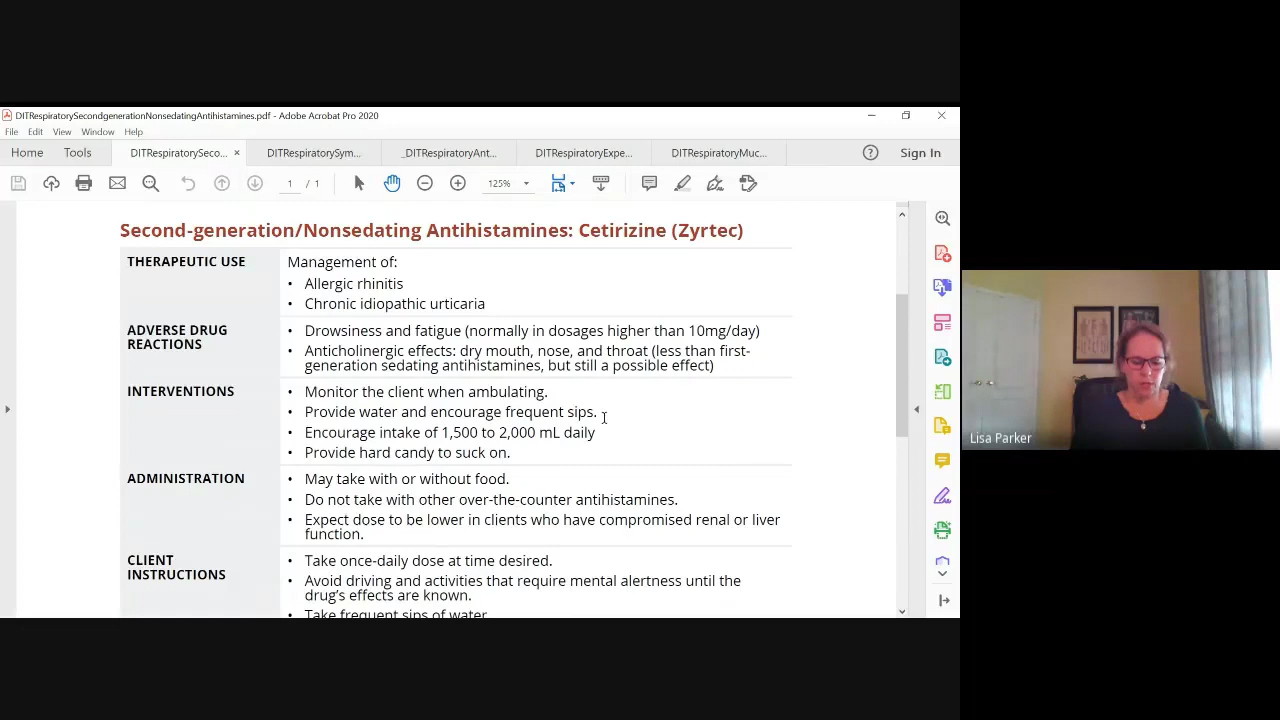 DITRespiratorySecondgenerationNonsedatingAntihistamines.pdf - Adobe Acrobat Pro 2020
File Edit View Window Help
Home Tools DITRespiratorySeco... × DITRespiratorySym... _DITRespiratoryAnt... DITRespiratoryExpe... DITRespiratoryMuc... Sign In
1 / 1 125%
Second-generation/Nonsedating Antihistamines: Cetirizine (Zyrtec)
THERAPEUTIC USE
Management of:
• Allergic rhinitis
• Chronic idiopathic urticaria
ADVERSE DRUG
REACTIONS
• Drowsiness and fatigue (normally in dosages higher than 10mg/day)
• Anticholinergic effects: dry mouth, nose, and throat (less than first-
generation sedating antihistamines, but still a possible effect)
INTERVENTIONS
• Monitor the client when ambulating.
• Provide water and encourage frequent sips.
• Encourage intake of 1,500 to 2,000 mL daily
• Provide hard candy to suck on.
ADMINISTRATION
• May take with or without food.
• Do not take with other over-the-counter antihistamines.
• Expect dose to be lower in clients who have compromised renal or liver
function.
CLIENT
INSTRUCTIONS
• Take once-daily dose at time desired.
• Avoid driving and activities that require mental alertness until the
drug's effects are known.
• Take frequent sips of water
Lisa Parker